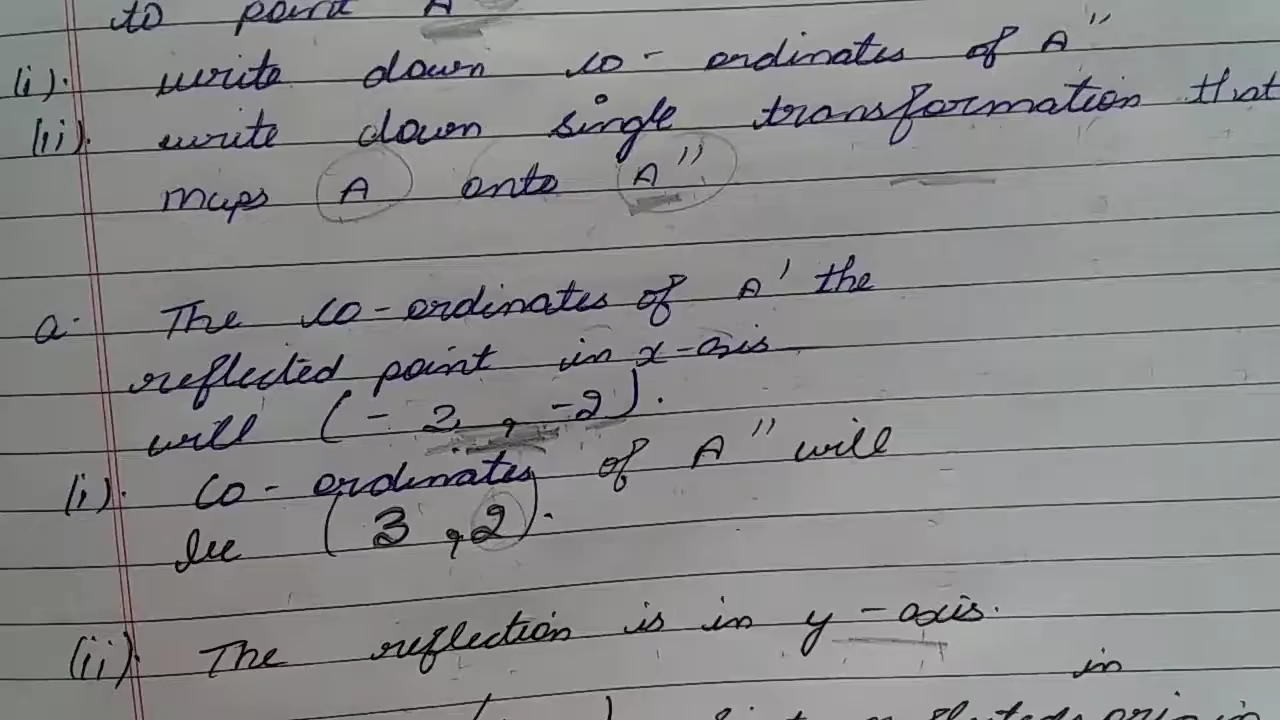 to point A
(i). write down co-ordinates of A"
(ii). write down single transformation that
maps A onto A"
a. The co-ordinates of A' the
reflected point in x-axis
will (-2, -2).
(i). Co-ordinates of A" will
be (3, 2).
(ii). The reflection is in y-axis.
in